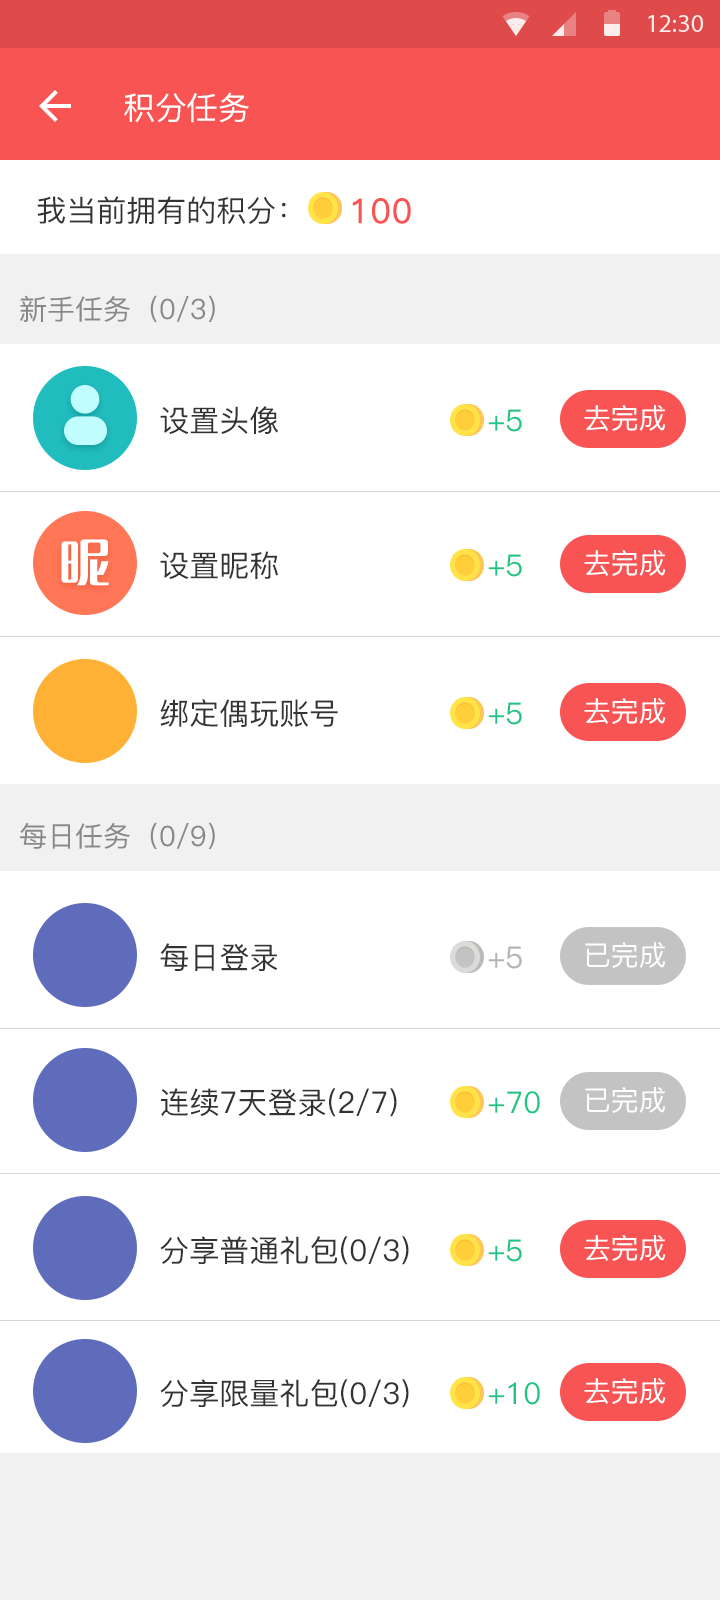 12:30
积分任务
我当前拥有的积分： 100
新手任务（0/3）
设置头像 +5 去完成
昵 设置昵称 +5 去完成
绑定偶玩账号 +5 去完成
每日任务（0/9）
每日登录 +5 已完成
连续7天登录(2/7) +70 已完成
分享普通礼包(0/3) +5 去完成
分享限量礼包(0/3) +10 去完成